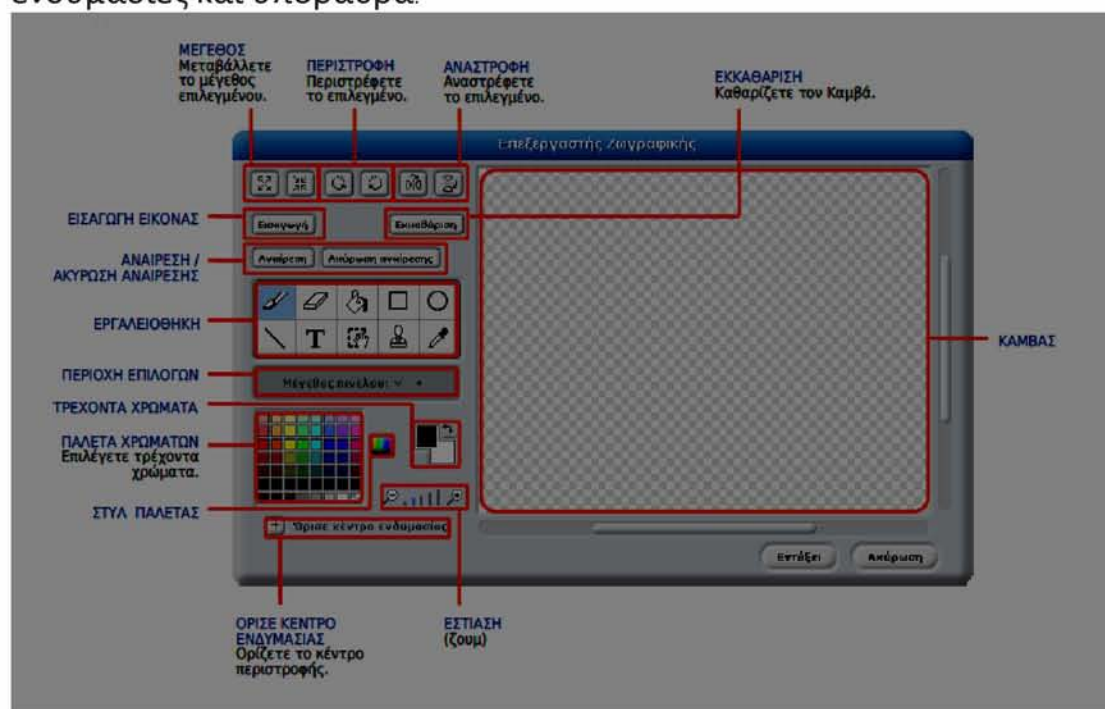 ενδυμασίες και υπόβαθρα.
ΜΕΓΕΘΟΣ
Μεταβάλλετε
το μέγεθος
επιλεγμένου.
ΠΕΡΙΣΤΡΟΦΗ
Περιστρέφετε
το επιλεγμένο.
ΑΝΑΣΤΡΟΦΗ
Αναστρέφετε
το επιλεγμένο.
ΕΚΚΑΘΑΡΙΣΗ
Καθαρίζετε τον Καμβά.
Επεξεργαστής Ζωγραφικής
ΕΙΣΑΓΩΓΗ ΕΙΚΟΝΑΣ
Εισαγωγή
Εκκαθάριση
ΑΝΑΙΡΕΣΗ /
ΑΚΥΡΩΣΗ ΑΝΑΙΡΕΣΗΣ
Αναίρεση
Ακύρωση αναίρεσης
ΕΡΓΑΛΕΙΟΘΗΚΗ
T
ΚΑΜΒΑΣ
ΠΕΡΙΟΧΗ ΕΠΙΛΟΓΩΝ
Μέγεθος πινέλου:
ΤΡΕΧΟΝΤΑ ΧΡΩΜΑΤΑ
ΠΑΛΕΤΑ ΧΡΩΜΑΤΩΝ
Επιλέγετε τρέχοντα
χρώματα.
ΣΤΥΛ ΠΑΛΕΤΑΣ
Όρισε κέντρο ενδυμασίας
Εντάξει
Ακύρωση
ΟΡΙΣΕ ΚΕΝΤΡΟ
ΕΝΔΥΜΑΣΙΑΣ
Ορίζετε το κέντρο
περιστροφής.
ΕΣΤΙΑΣΗ
(ζουμ)